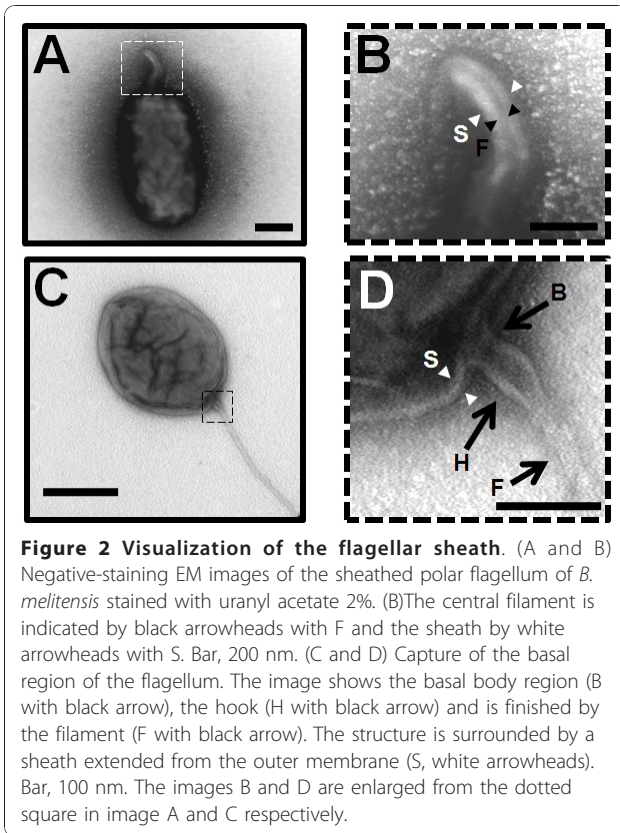 A
B
S
F
C
D
B
S
H
F
Figure 2 Visualization of the flagellar sheath. (A and B)
Negative-staining EM images of the sheathed polar flagellum of B.
melitensis stained with uranyl acetate 2%. (B)The central filament is
indicated by black arrowheads with F and the sheath by white
arrowheads with S. Bar, 200 nm. (C and D) Capture of the basal
region of the flagellum. The image shows the basal body region (B
with black arrow), the hook (H with black arrow) and is finished by
the filament (F with black arrow). The structure is surrounded by a
sheath extended from the outer membrane (S, white arrowheads).
Bar, 100 nm. The images B and D are enlarged from the dotted
square in image A and C respectively.